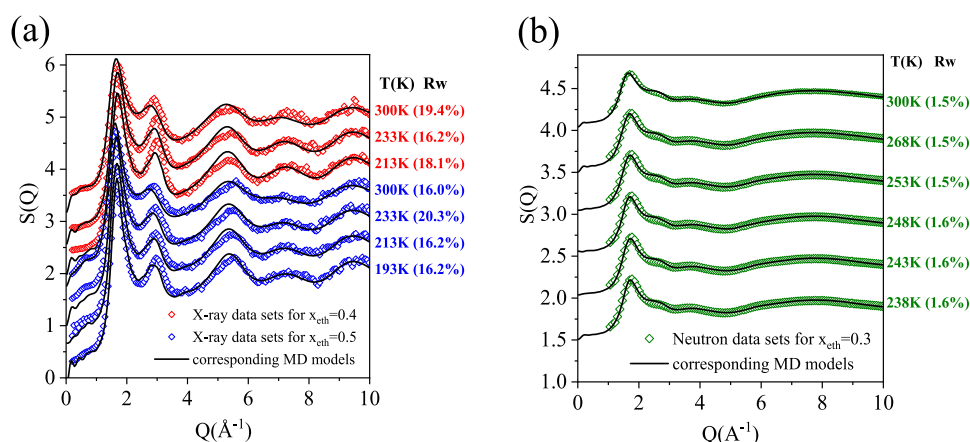 (a)
S(Q)
6
5
4
3
2
1
0
0 2 4 6 8 10
Q(Å⁻¹)
T(K) Rw
300K (19.4%)
233K (16.2%)
213K (18.1%)
300K (16.0%)
233K (20.3%)
213K (16.2%)
193K (16.2%)
X-ray data sets for xeth=0.4
X-ray data sets for xeth=0.5
corresponding MD models
(b)
S(Q)
4.5
4.0
3.5
3.0
2.5
2.0
1.5
1.0
0 2 4 6 8 10
Q(A⁻¹)
T(K) Rw
300K (1.5%)
268K (1.5%)
253K (1.5%)
248K (1.6%)
243K (1.6%)
238K (1.6%)
Neutron data sets for xeth=0.3
corresponding MD models